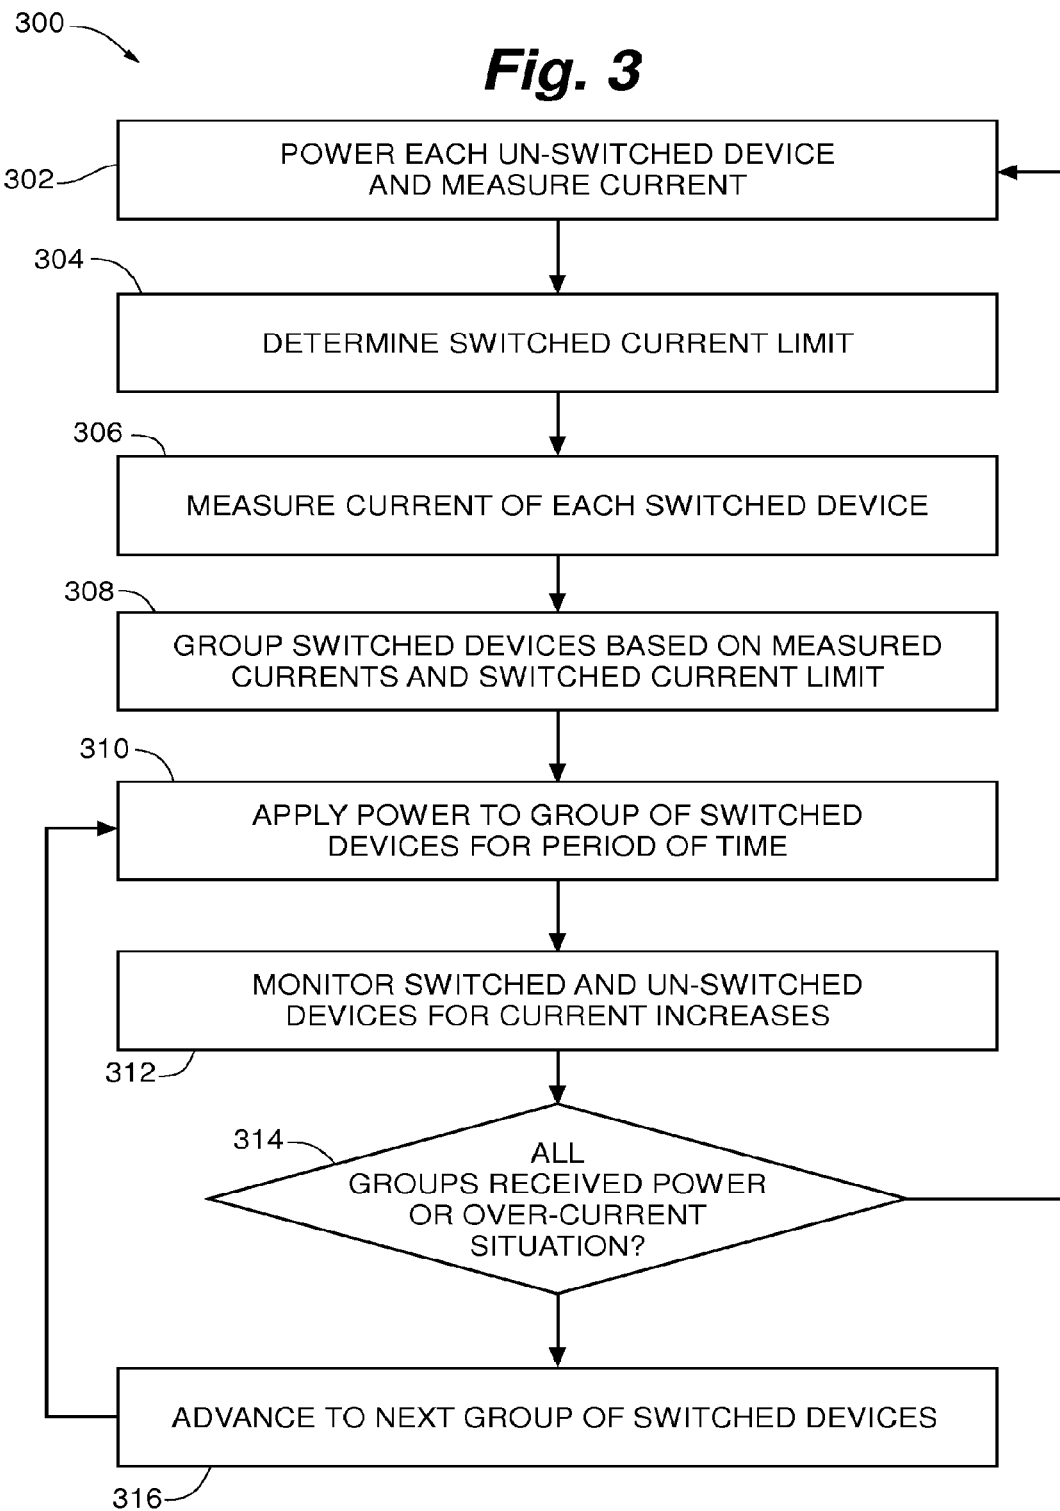 300
Fig. 3
302
POWER EACH UN-SWITCHED DEVICE
AND MEASURE CURRENT
304
DETERMINE SWITCHED CURRENT LIMIT
306
MEASURE CURRENT OF EACH SWITCHED DEVICE
308
GROUP SWITCHED DEVICES BASED ON MEASURED
CURRENTS AND SWITCHED CURRENT LIMIT
310
APPLY POWER TO GROUP OF SWITCHED
DEVICES FOR PERIOD OF TIME
MONITOR SWITCHED AND UN-SWITCHED
DEVICES FOR CURRENT INCREASES
312
314
ALL
GROUPS RECEIVED POWER
OR OVER-CURRENT
SITUATION?
ADVANCE TO NEXT GROUP OF SWITCHED DEVICES
316